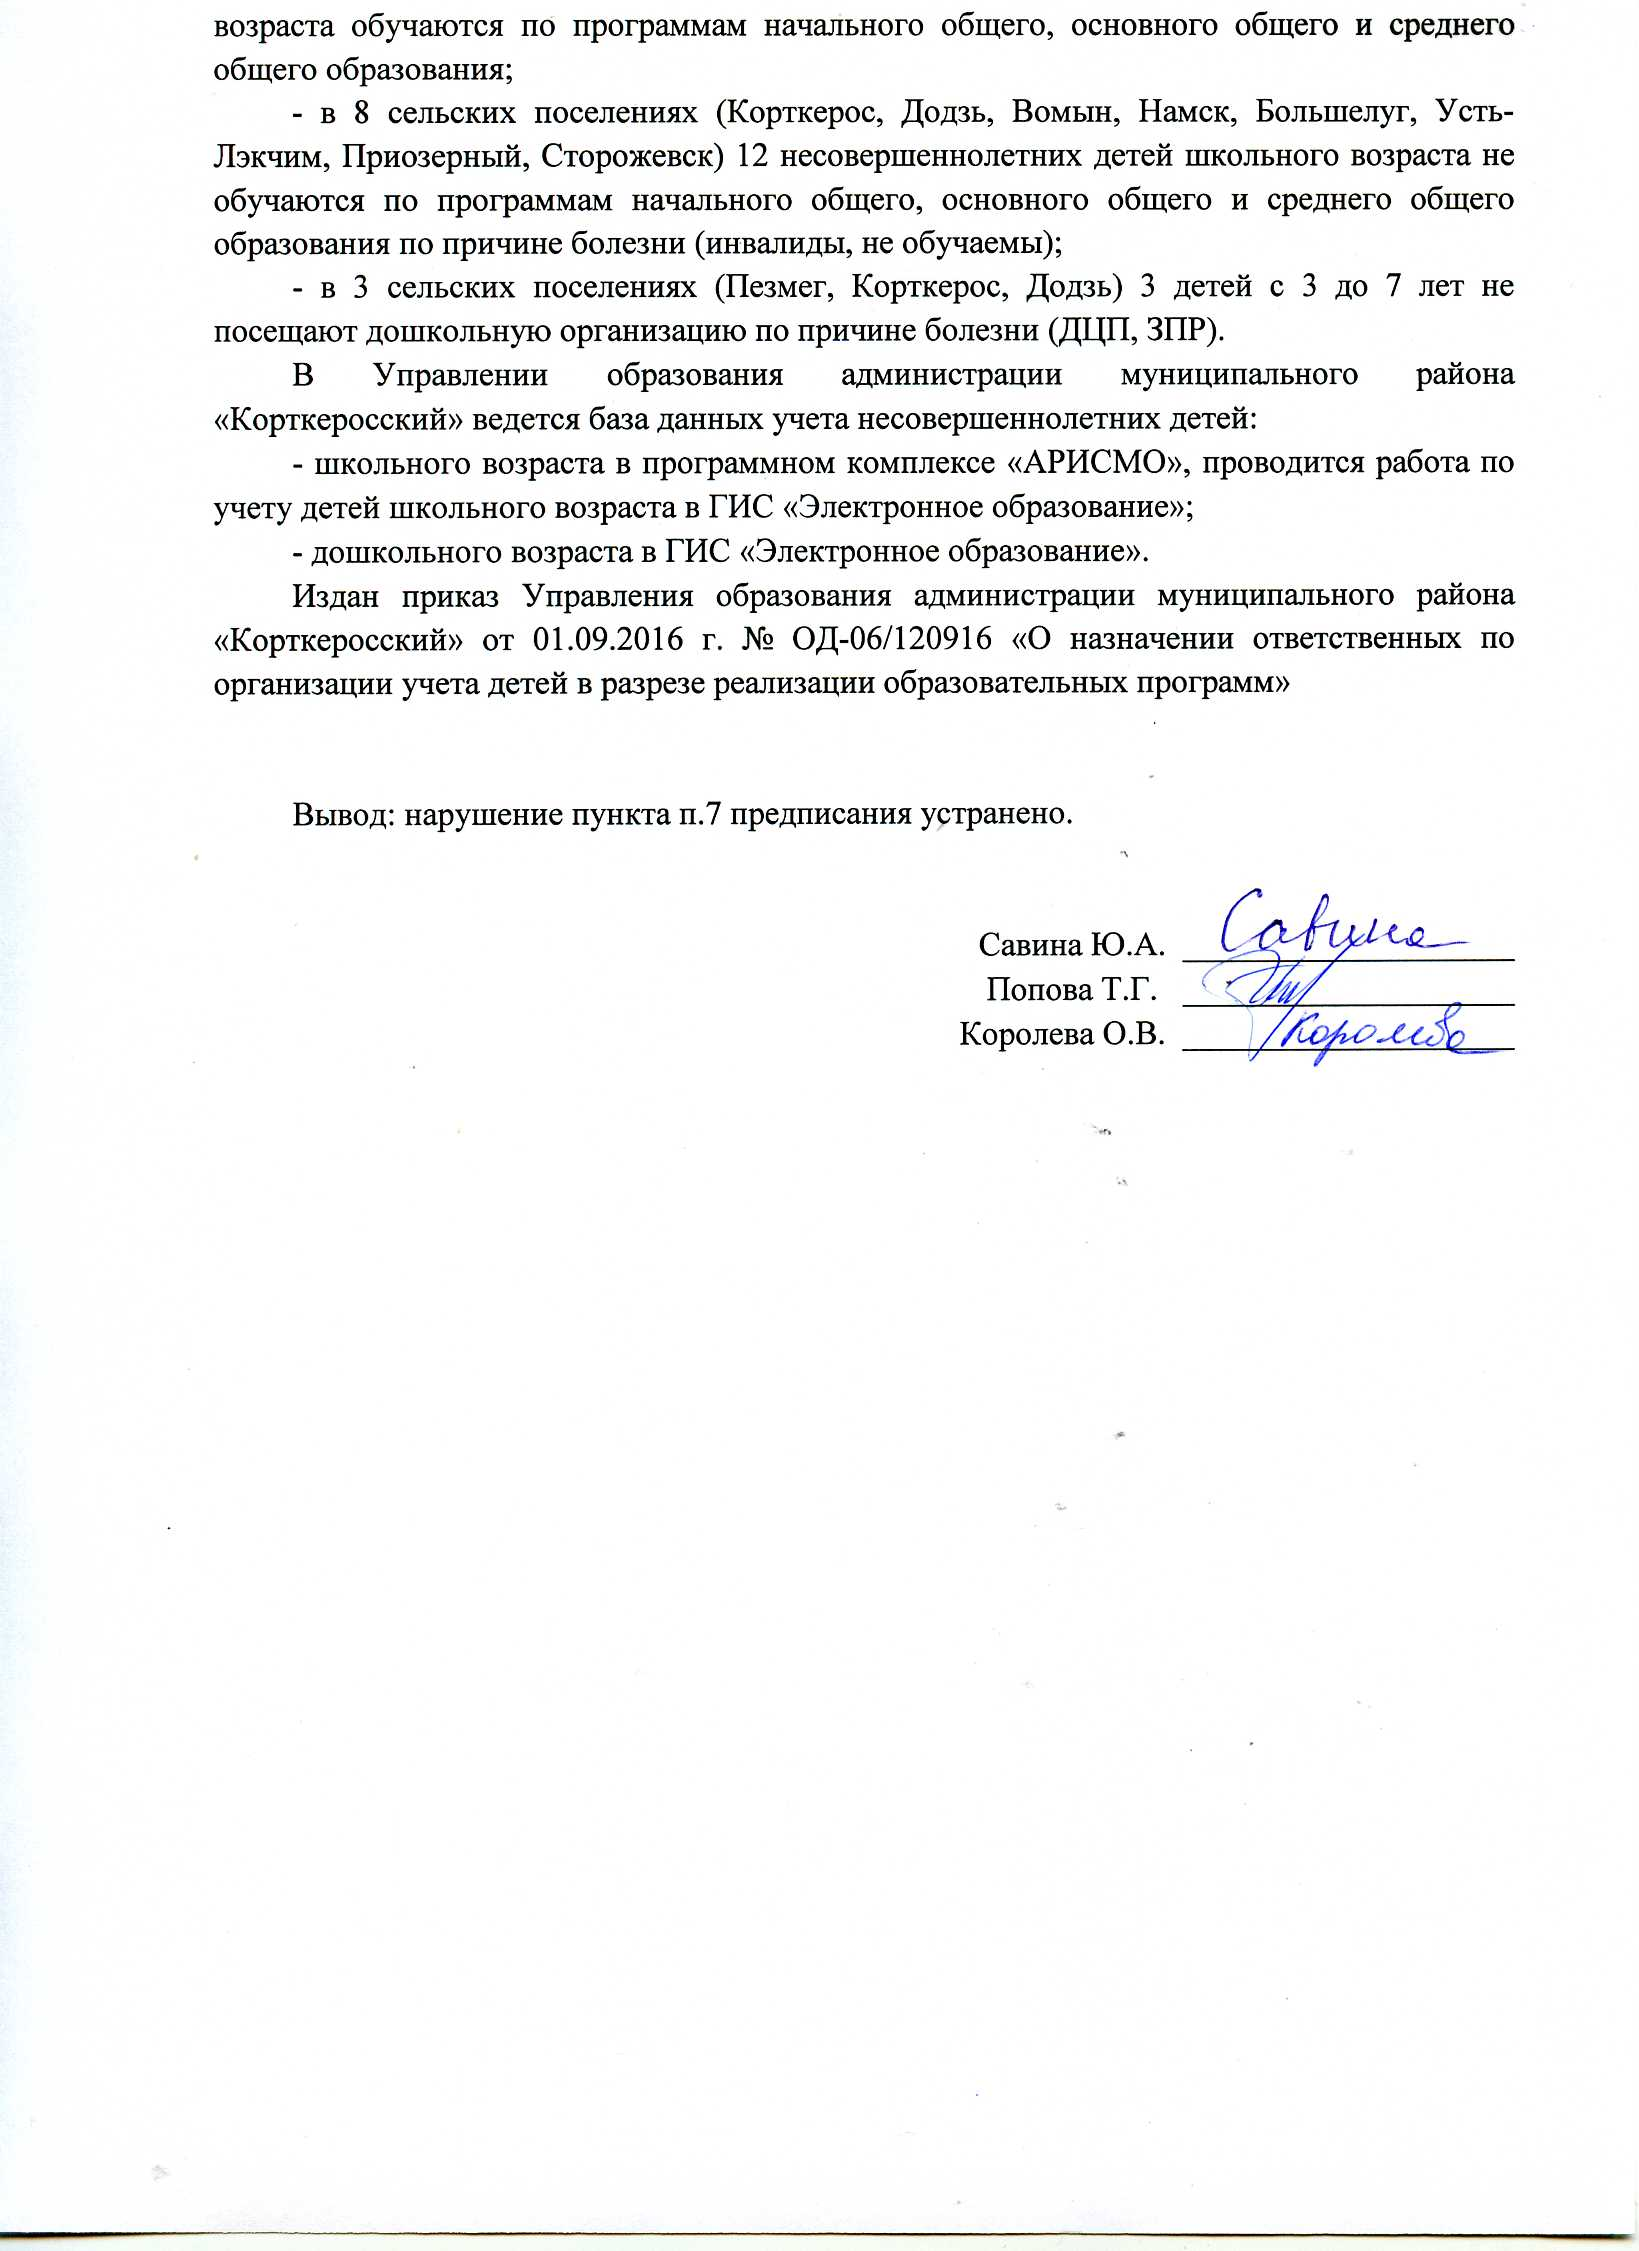 возраста обучаются по программам начального общего, основного общего и среднего
общего образования;
- в 8 сельских поселениях (Корткерос, Додзь, Вомын, Намск, Большелуг, Усть-
Лэкчим, Приозерный, Сторожевск) 12 несовершеннолетних детей школьного возраста не
обучаются по программам начального общего, основного общего и среднего общего
образования по причине болезни (инвалиды, не обучаемы);
- в 3 сельских поселениях (Пезмег, Корткерос, Додзь) 3 детей с 3 до 7 лет не
посещают дошкольную организацию по причине болезни (ДЦП, ЗПР).
В Управлении образования администрации муниципального района
«Корткеросский» ведется база данных учета несовершеннолетних детей:
- школьного возраста в программном комплексе «АРИСМО», проводится работа по
учету детей школьного возраста в ГИС «Электронное образование»;
- дошкольного возраста в ГИС «Электронное образование».
Издан приказ Управления образования администрации муниципального района
«Корткеросский» от 01.09.2016 г. № ОД-06/120916 «О назначении ответственных по
организации учета детей в разрезе реализации образовательных программ»
Вывод: нарушение пункта п.7 предписания устранено.
Савина Ю.А. Савина
Попова Т.Г.
Королева О.В. Королева